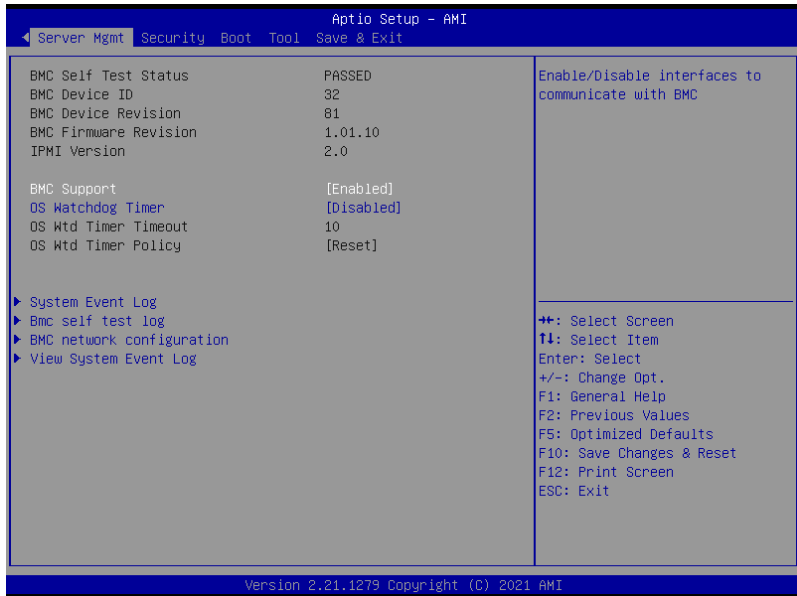 Aptio Setup – AMI
Server Mgmt Security Boot Tool Save & Exit
BMC Self Test Status PASSED
BMC Device ID 32
BMC Device Revision 81
BMC Firmware Revision 1.01.10
IPMI Version 2.0
BMC Support [Enabled]
OS Watchdog Timer [Disabled]
OS Wtd Timer Timeout 10
OS Wtd Timer Policy [Reset]
System Event Log
Bmc self test log
BMC network configuration
View System Event Log
Enable/Disable interfaces to
communicate with BMC
→←: Select Screen
↑↓: Select Item
Enter: Select
+/-: Change Opt.
F1: General Help
F2: Previous Values
F5: Optimized Defaults
F10: Save Changes & Reset
F12: Print Screen
ESC: Exit
Version 2.21.1279 Copyright (C) 2021 AMI